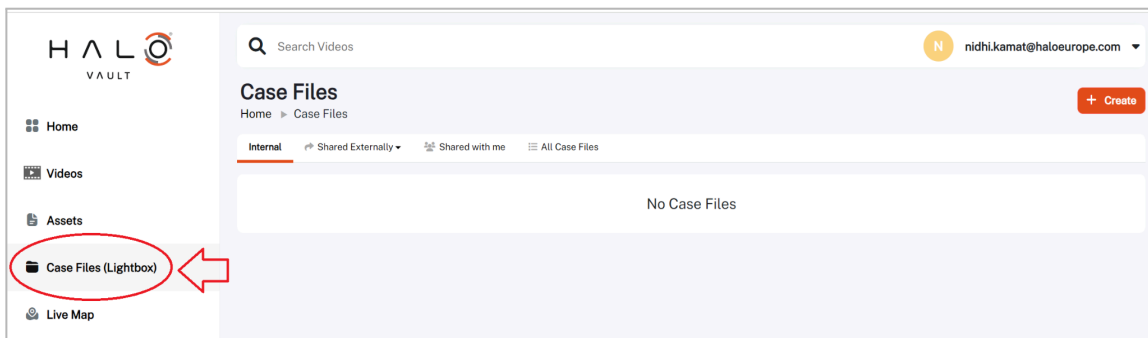 HALO
VAULT
Home
Videos
Assets
Case Files (Lightbox)
Live Map
Search Videos
N
nidhi.kamat@haloeurope.com
Case Files
Home Case Files
+ Create
Internal Shared Externally Shared with me All Case Files
No Case Files